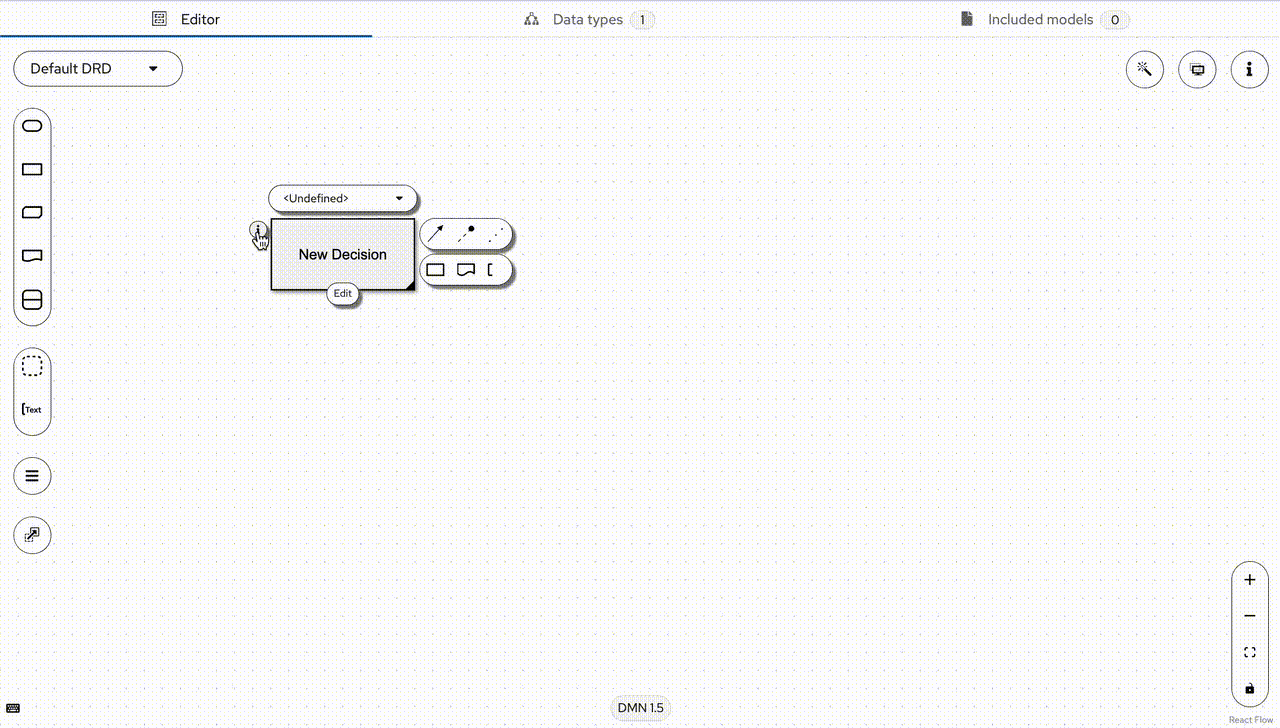 Editor
Data types 1
Included models 0
Default DRD
<Undefined>
New Decision
Edit
Text
DMN 1.5
React Flow